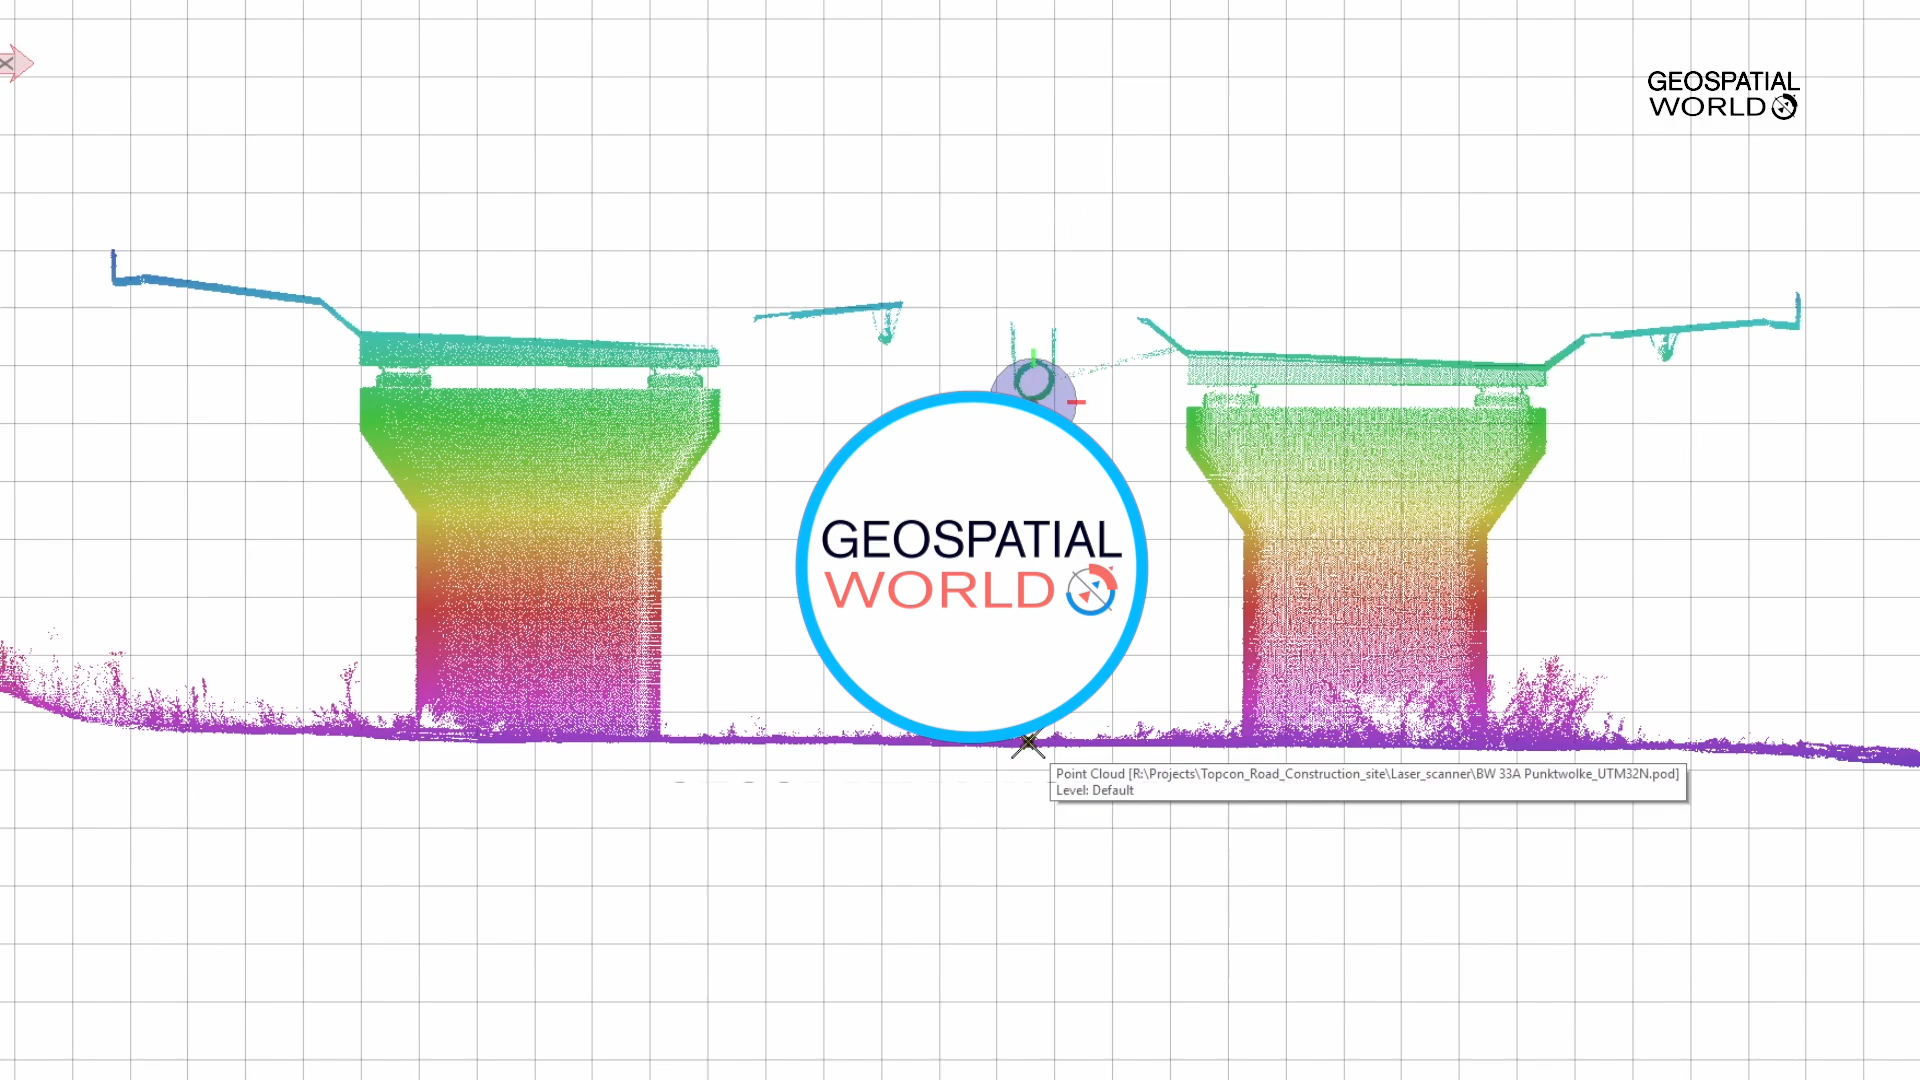 GEOSPATIAL
WORLD
GEOSPATIAL
WORLD
Point Cloud [R:\Projects\Topcon_Road_Construction_site\Laser_scanner\BW 33A Punktwolke_UTM32N.pod]
Level: Default